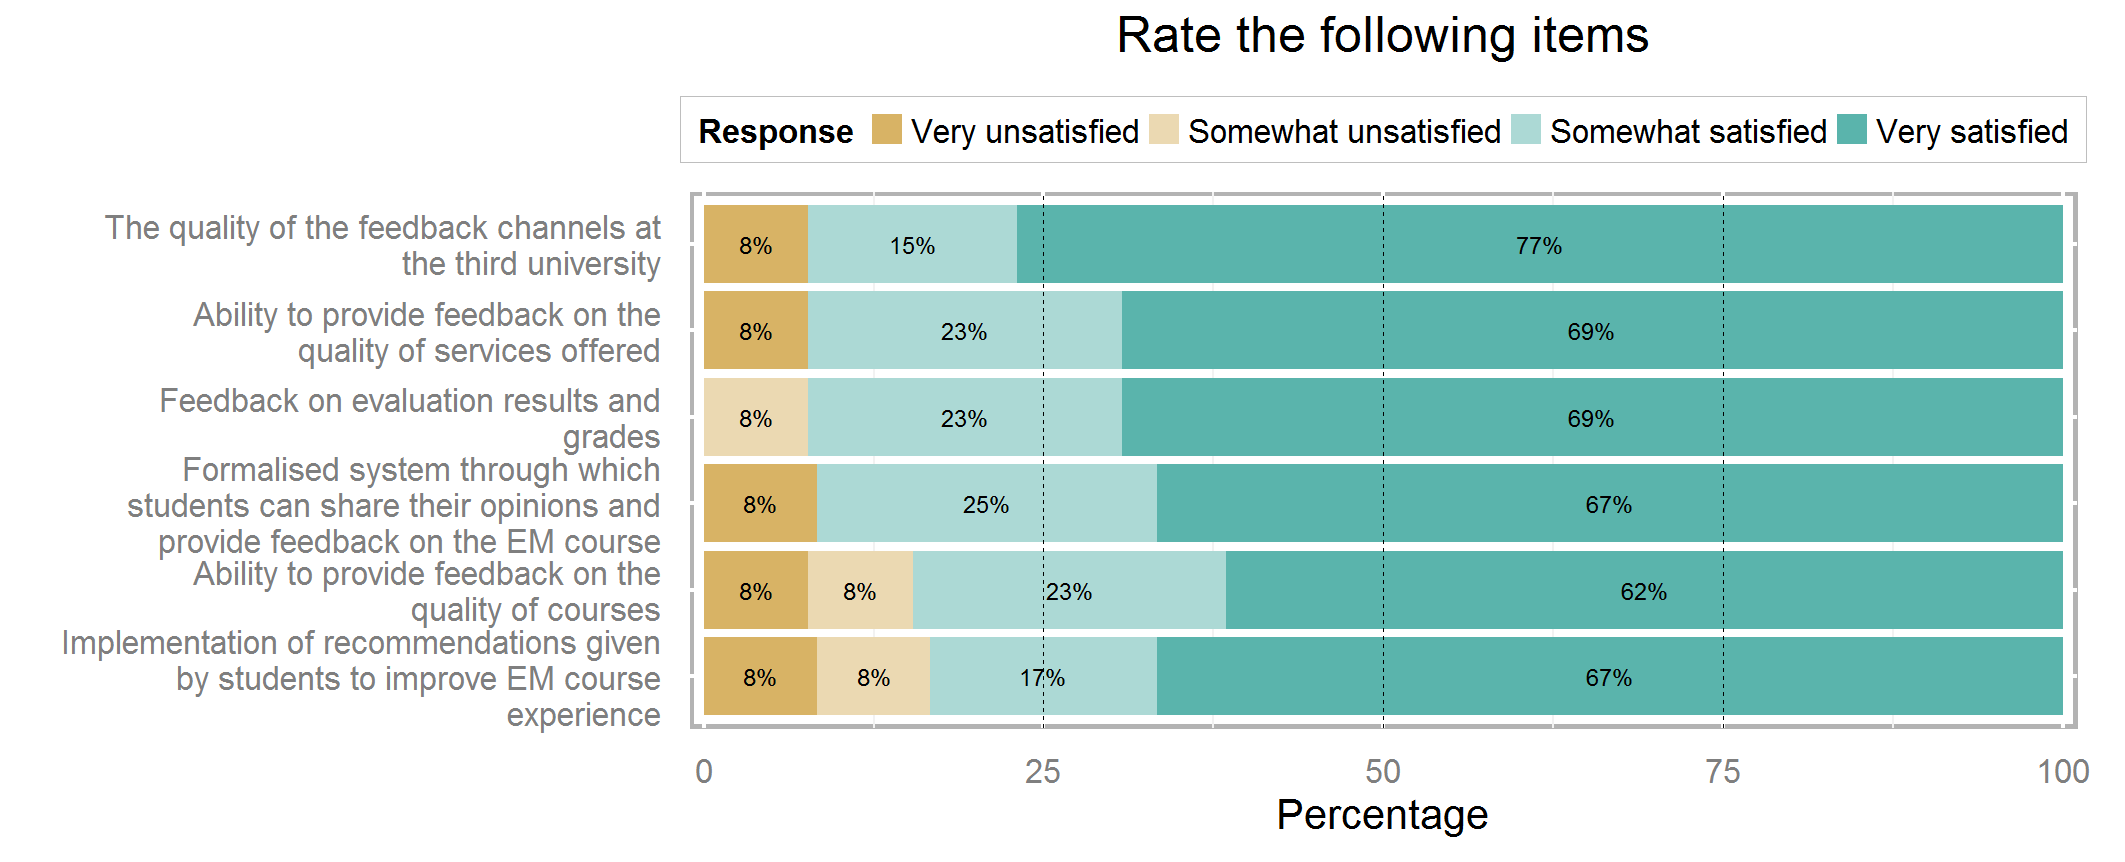 Rate the following items
Response Very unsatisfied Somewhat unsatisfied Somewhat satisfied Very satisfied
The quality of the feedback channels at
the third university
8% 15% 77%
Ability to provide feedback on the
quality of services offered
8% 23% 69%
Feedback on evaluation results and
grades
8% 23% 69%
Formalised system through which
students can share their opinions and
provide feedback on the EM course
8% 25% 67%
Ability to provide feedback on the
quality of courses
8% 8% 23% 62%
Implementation of recommendations given
by students to improve EM course
experience
8% 8% 17% 67%
0 25 50 75 100
Percentage